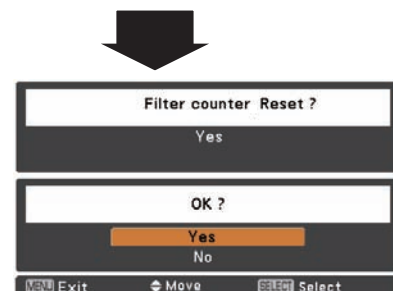 Filter counter Reset ?
Yes
OK ?
Yes
No
MENU Exit Move SELECT Select